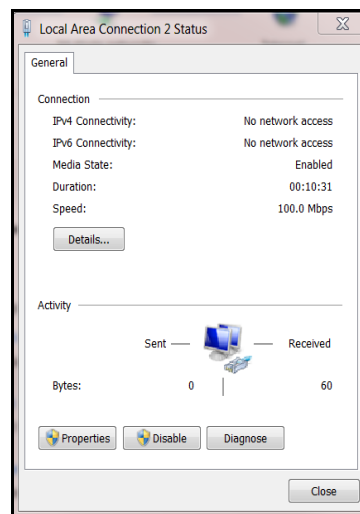 Local Area Connection 2 Status
General
Connection
IPv4 Connectivity: No network access
IPv6 Connectivity: No network access
Media State: Enabled
Duration: 00:10:31
Speed: 100.0 Mbps
Details...
Activity
Sent Received
Bytes: 0 60
Properties Disable Diagnose
Close